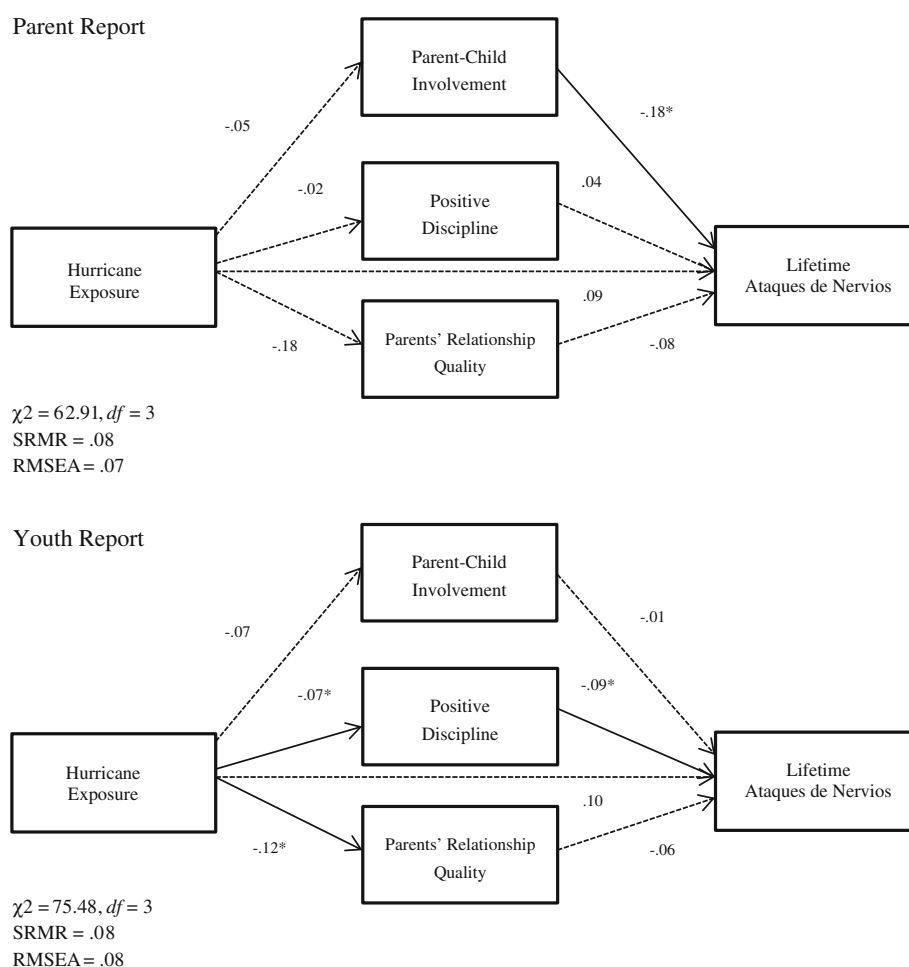 Parent Report
Parent-Child
Involvement
-.05
-.18*
-.02
Positive
Discipline
.04
Hurricane
Exposure
Lifetime
Ataques de Nervios
.09
-.18
Parents’ Relationship
Quality
-.08
χ2 = 62.91, df = 3
SRMR = .08
RMSEA = .07
Youth Report
Parent-Child
Involvement
-.07
-.01
-.07*
Positive
Discipline
-.09*
Hurricane
Exposure
Lifetime
Ataques de Nervios
.10
-.12*
Parents’ Relationship
Quality
-.06
χ2 = 75.48, df = 3
SRMR = .08
RMSEA = .08